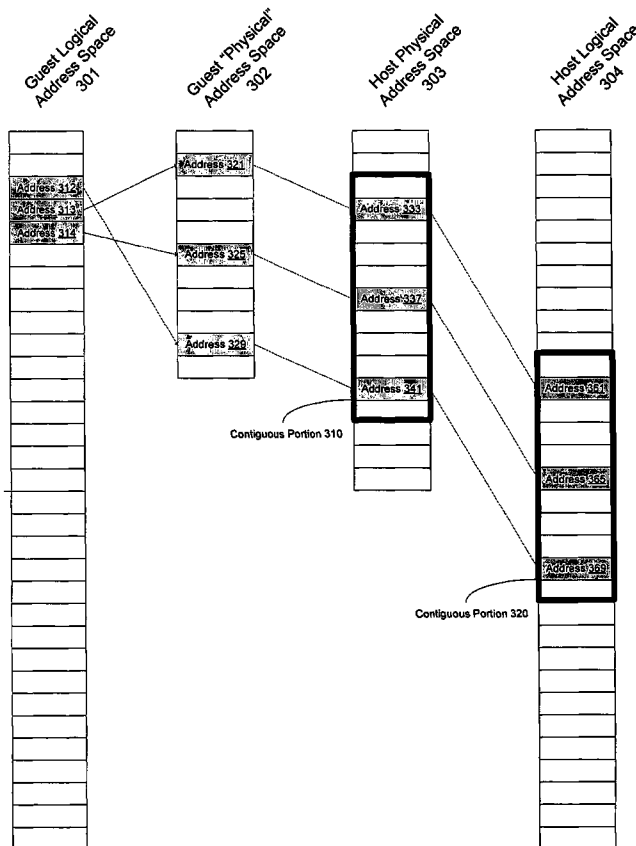 Guest Logical
Address Space
301
Guest "Physical"
Address Space
302
Host Physical
Address Space
303
Host Logical
Address Space
304
Address 312
Address 313
Address 314
Address 321
Address 325
Address 329
Address 333
Address 337
Address 341
Contiguous Portion 310
Address 361
Address 365
Address 369
Contiguous Portion 320